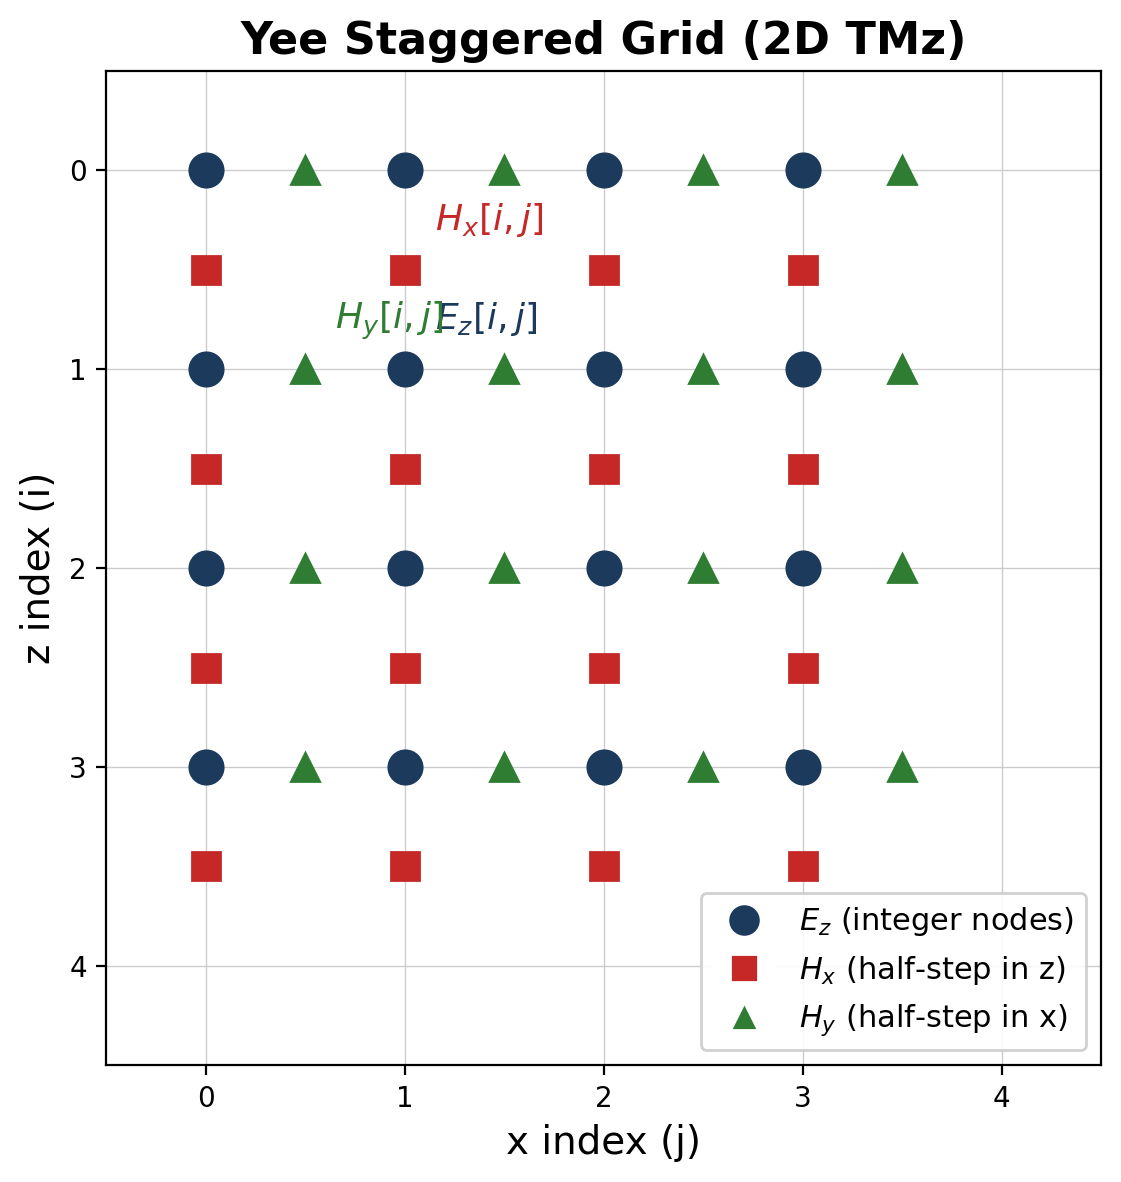 Yee Staggered Grid (2D TMz)
0
H_x[i, j]
H_y[i, j]
E_z[i, j]
1
z index (i)
2
3
4
E_z (integer nodes)
H_x (half-step in z)
H_y (half-step in x)
0 1 2 3 4
x index (j)